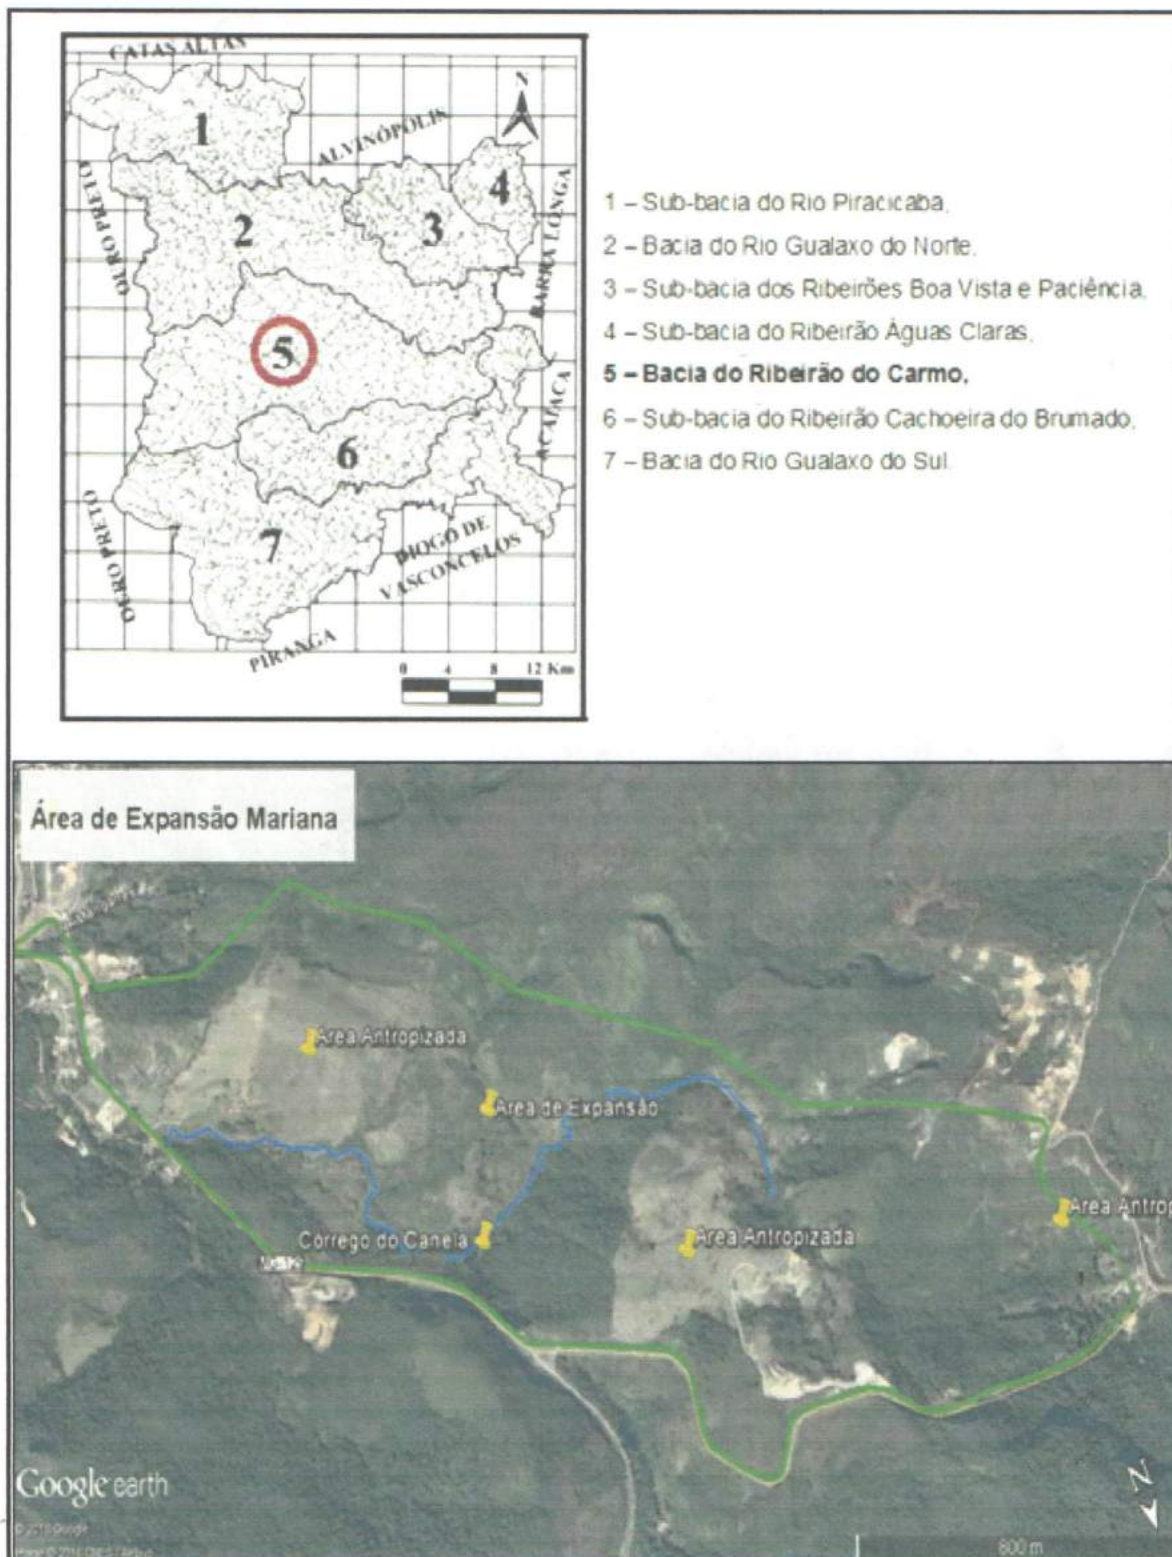 CATAS ALTAS
N
ALVINÓPOLIS
OURO PRETO
BARRA LONGA
1
2
3
4
5
6
7
ACAIACA
OURO PRETO
DIOGO DE
VASCONCELOS
PIRANGA
0 4 8 12 Km
1 – Sub-bacia do Rio Piracicaba,
2 – Bacia do Rio Gualaxo do Norte,
3 – Sub-bacia dos Ribeirões Boa Vista e Paciência,
4 – Sub-bacia do Ribeirão Águas Claras,
5 – Bacia do Ribeirão do Carmo,
6 – Sub-bacia do Ribeirão Cachoeira do Brumado,
7 – Bacia do Rio Gualaxo do Sul.
Área de Expansão Mariana
Área Antropizada
Área de Expansão
Córrego do Canela
Área Antropizada
Área Antrop
Google earth
© 2016 Google
N
800 m